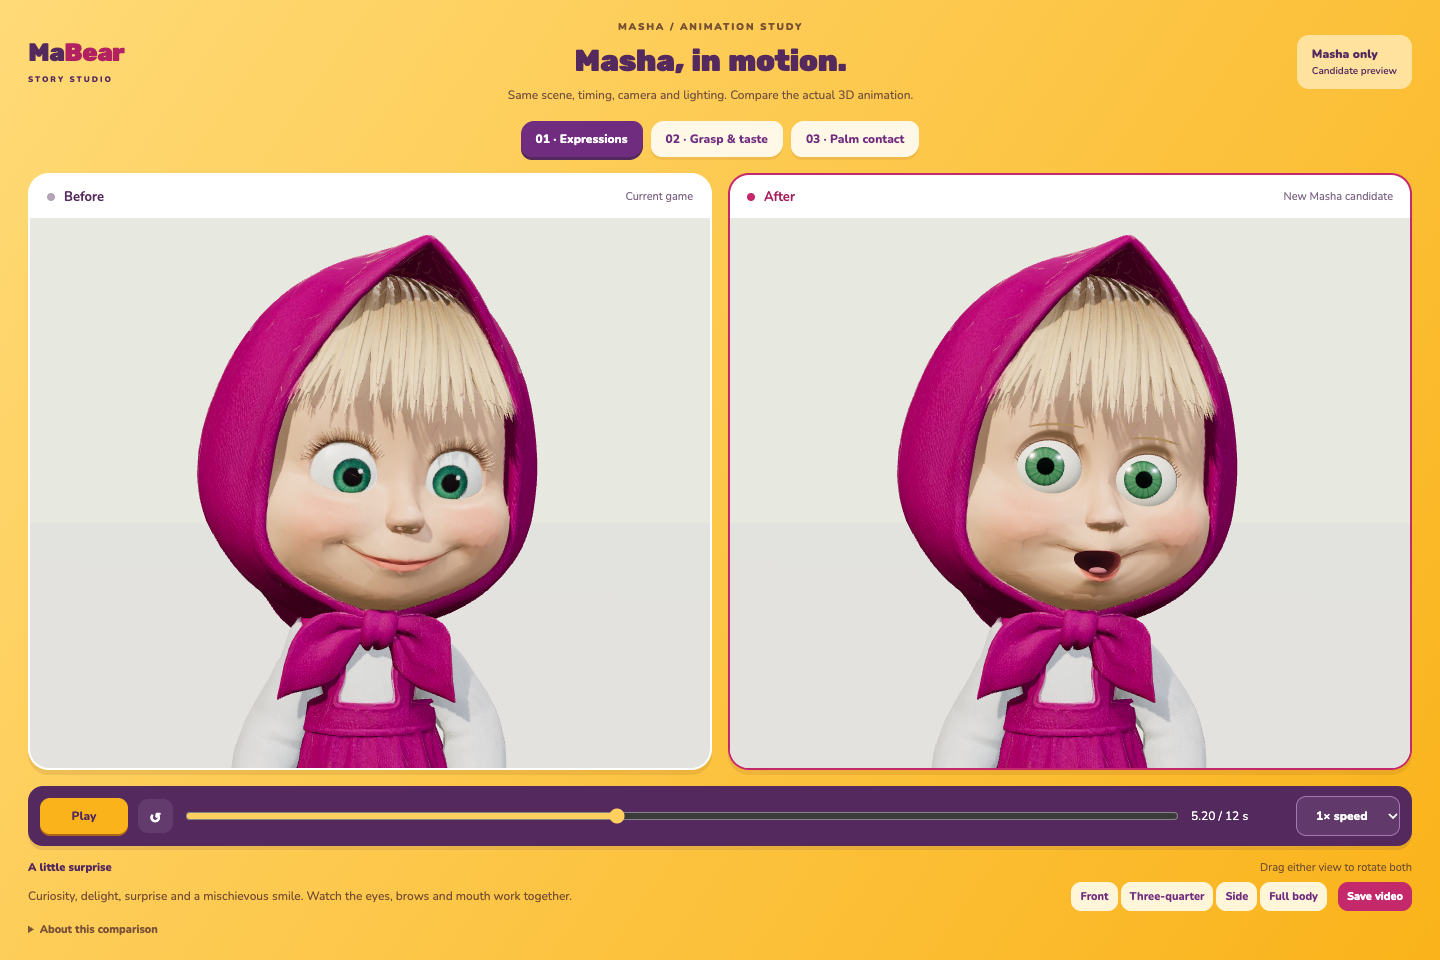 MaBear
STORY STUDIO
MASHA / ANIMATION STUDY
Masha, in motion.
Same scene, timing, camera and lighting. Compare the actual 3D animation.
Masha only
Candidate preview
01 · Expressions
02 · Grasp & taste
03 · Palm contact
Before
Current game
After
New Masha candidate
Play
5.20 / 12 s
1× speed
A little surprise
Drag either view to rotate both
Curiosity, delight, surprise and a mischievous smile. Watch the eyes, brows and mouth work together.
Front
Three-quarter
Side
Full body
Save video
About this comparison